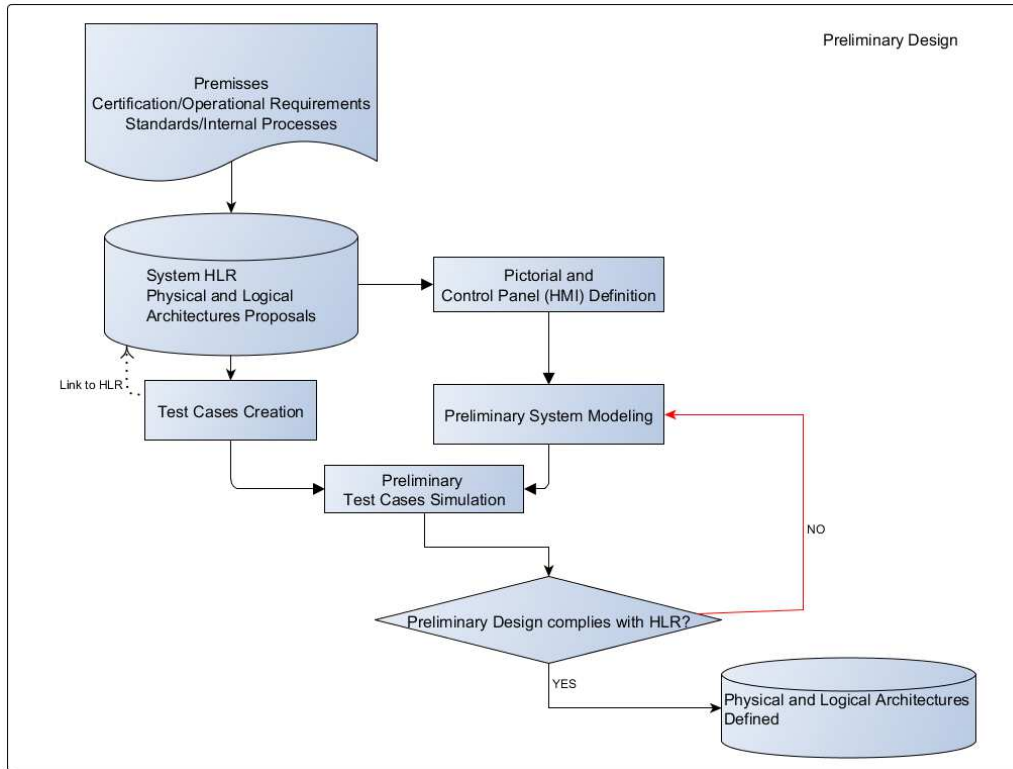 Preliminary Design
Premisses
Certification/Operational Requirements
Standards/Internal Processes
System HLR
Physical and Logical
Architectures Proposals
Pictorial and
Control Panel (HMI) Definition
Link to HLR
Test Cases Creation
Preliminary System Modeling
Preliminary
Test Cases Simulation
NO
Preliminary Design complies with HLR?
YES
Physical and Logical Architectures
Defined